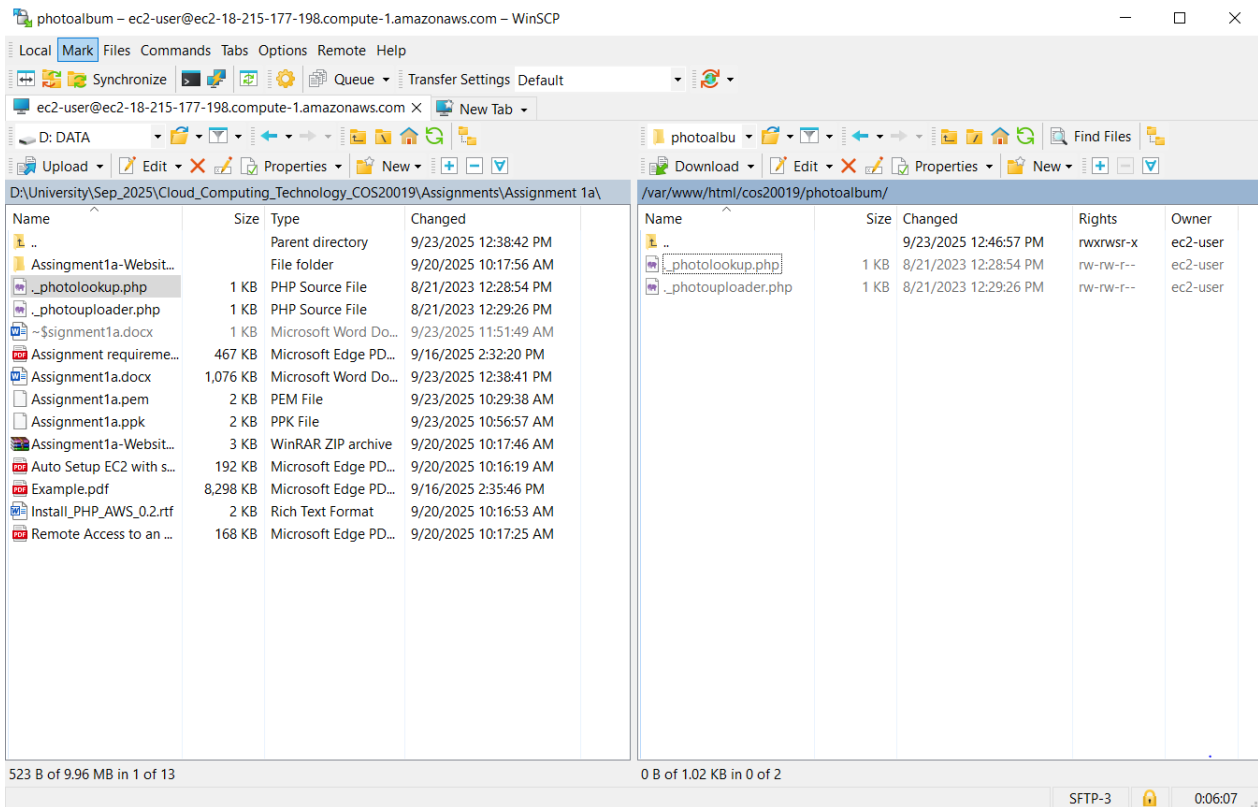 photoalbum – ec2-user@ec2-18-215-177-198.compute-1.amazonaws.com – WinSCP
Local Mark Files Commands Tabs Options Remote Help
Synchronize Queue Transfer Settings Default
ec2-user@ec2-18-215-177-198.compute-1.amazonaws.com New Tab
D: DATA photoalbu Find Files
Upload Edit Properties New Download Edit Properties New
D:\University\Sep_2025\Cloud_Computing_Technology_COS20019\Assignments\Assignment 1a\
Name Size Type Changed
.. Parent directory 9/23/2025 12:38:42 PM
Assingment1a-Websit... File folder 9/20/2025 10:17:56 AM
._photolookup.php 1 KB PHP Source File 8/21/2023 12:28:54 PM
._photouploader.php 1 KB PHP Source File 8/21/2023 12:29:26 PM
~$signment1a.docx 1 KB Microsoft Word Do... 9/23/2025 11:51:49 AM
Assignment requireme... 467 KB Microsoft Edge PD... 9/16/2025 2:32:20 PM
Assignment1a.docx 1,076 KB Microsoft Word Do... 9/23/2025 12:38:41 PM
Assignment1a.pem 2 KB PEM File 9/23/2025 10:29:38 AM
Assignment1a.ppk 2 KB PPK File 9/23/2025 10:56:57 AM
Assingment1a-Websit... 3 KB WinRAR ZIP archive 9/20/2025 10:17:46 AM
Auto Setup EC2 with s... 192 KB Microsoft Edge PD... 9/20/2025 10:16:19 AM
Example.pdf 8,298 KB Microsoft Edge PD... 9/16/2025 2:35:46 PM
Install_PHP_AWS_0.2.rtf 2 KB Rich Text Format 9/20/2025 10:16:53 AM
Remote Access to an ... 168 KB Microsoft Edge PD... 9/20/2025 10:17:25 AM
523 B of 9.96 MB in 1 of 13
/var/www/html/cos20019/photoalbum/
Name Size Changed Rights Owner
.. 9/23/2025 12:46:57 PM rwxrwsr-x ec2-user
._photolookup.php 1 KB 8/21/2023 12:28:54 PM rw-rw-r-- ec2-user
._photouploader.php 1 KB 8/21/2023 12:29:26 PM rw-rw-r-- ec2-user
0 B of 1.02 KB in 0 of 2
SFTP-3 0:06:07